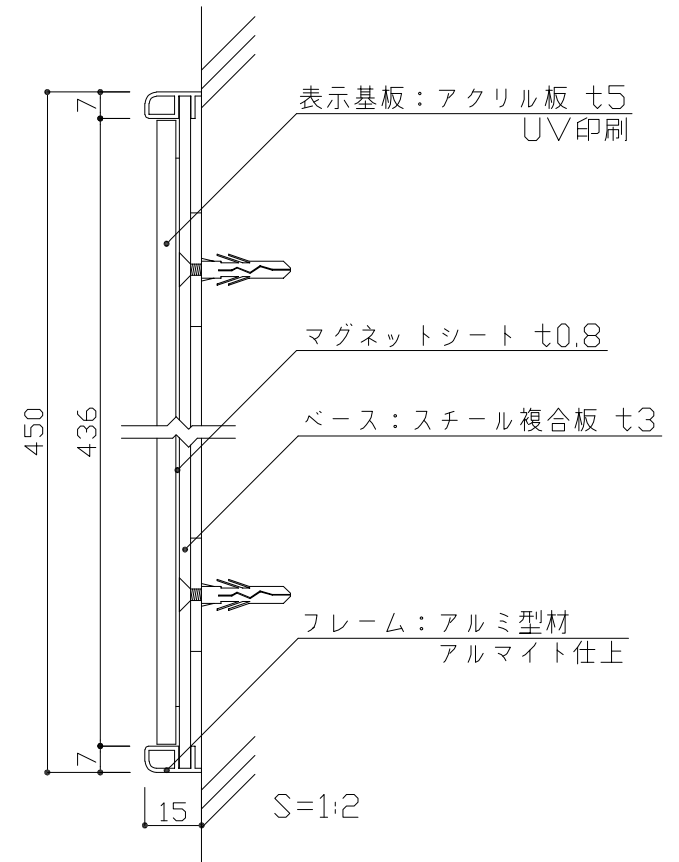 7
表示基板：アクリル板 t5
UV印刷
マグネットシート t0.8
450
436
ベース：スチール複合板 t3
フレーム：アルミ型材
アルマイト仕上
7
15
S=1:2